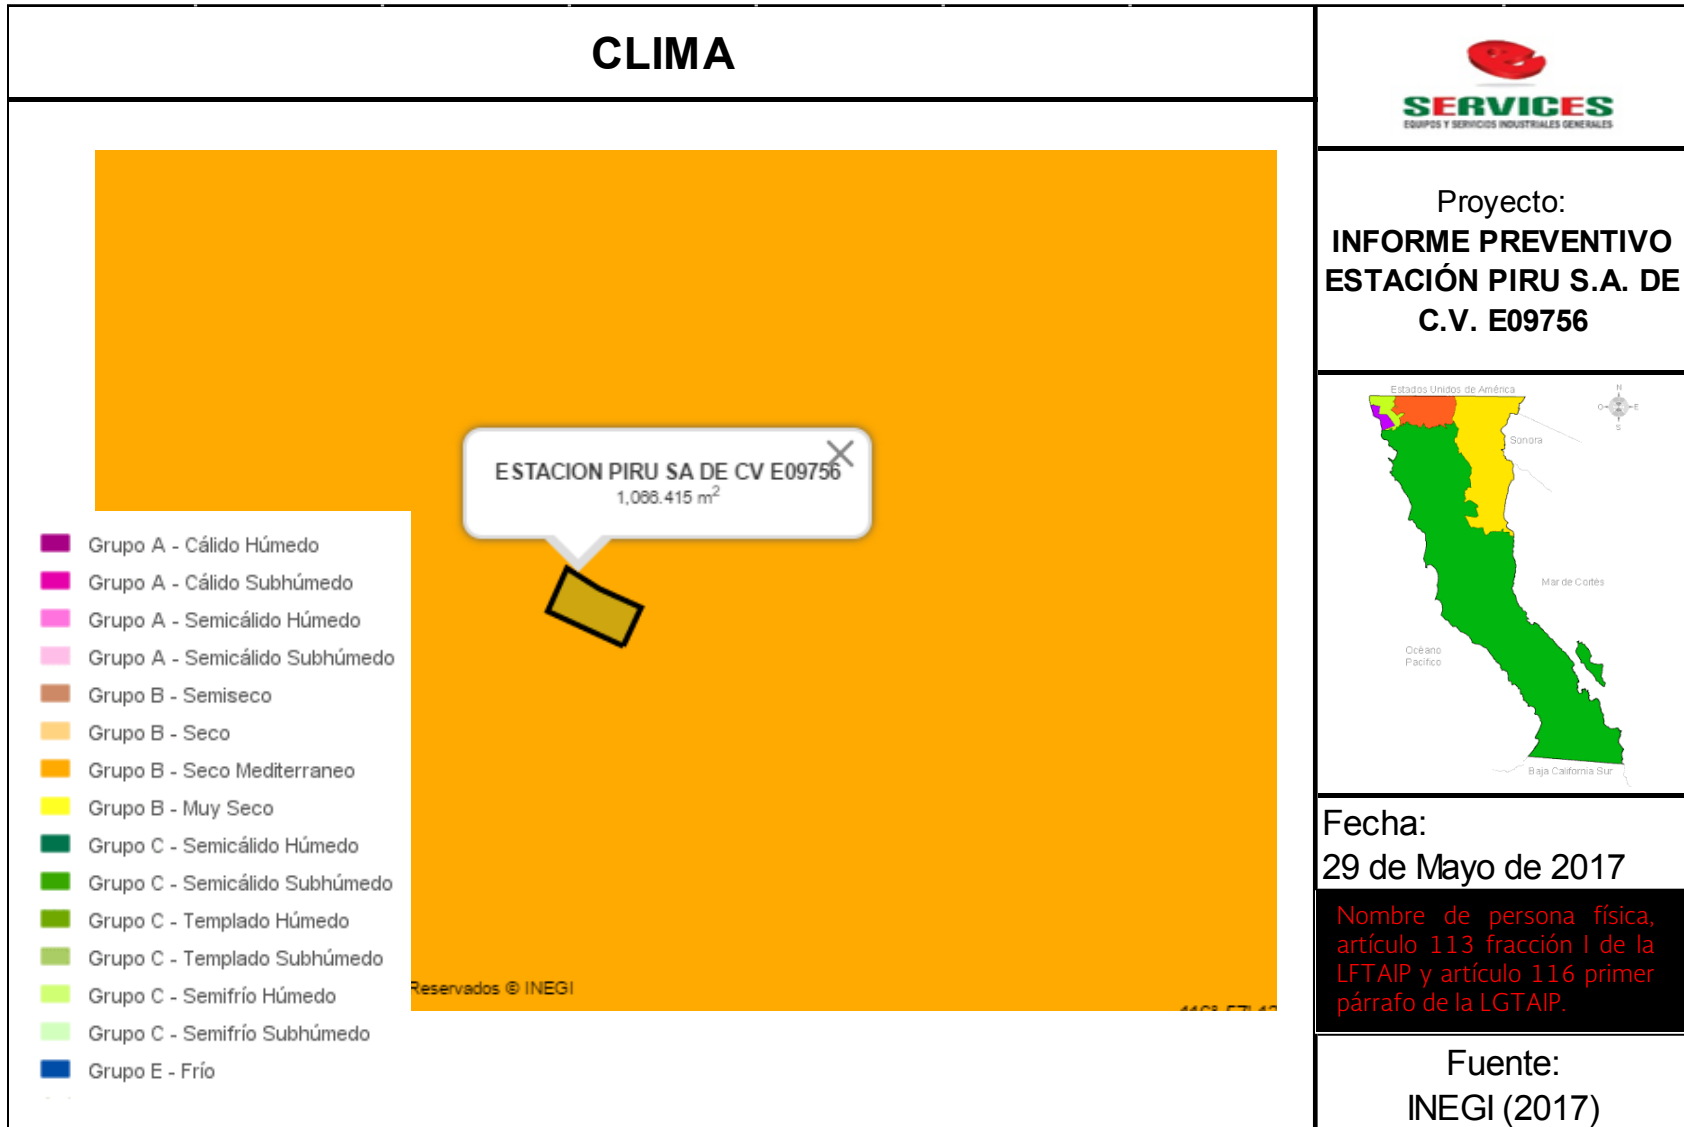 CLIMA
ESTACION PIRU SA DE CV E09756
1,066.415 m²
Grupo A - Cálido Húmedo
Grupo A - Cálido Subhúmedo
Grupo A - Semicálido Húmedo
Grupo A - Semicálido Subhúmedo
Grupo B - Semiseco
Grupo B - Seco
Grupo B - Seco Mediterraneo
Grupo B - Muy Seco
Grupo C - Semicálido Húmedo
Grupo C - Semicálido Subhúmedo
Grupo C - Templado Húmedo
Grupo C - Templado Subhúmedo
Grupo C - Semifrío Húmedo
Grupo C - Semifrío Subhúmedo
Grupo E - Frío
Reservados © INEGI
SERVICES
EQUIPOS Y SERVICIOS INDUSTRIALES GENERALES
Proyecto:
INFORME PREVENTIVO
ESTACIÓN PIRU S.A. DE
C.V. E09756
Estados Unidos de América
N
O
E
S
Sonora
Mar de Cortés
Océano
Pacífico
Baja California Sur
Fecha:
29 de Mayo de 2017
Nombre de persona física,
artículo 113 fracción I de la
LFTAIP y artículo 116 primer
párrafo de la LGTAIP.
Fuente:
INEGI (2017)